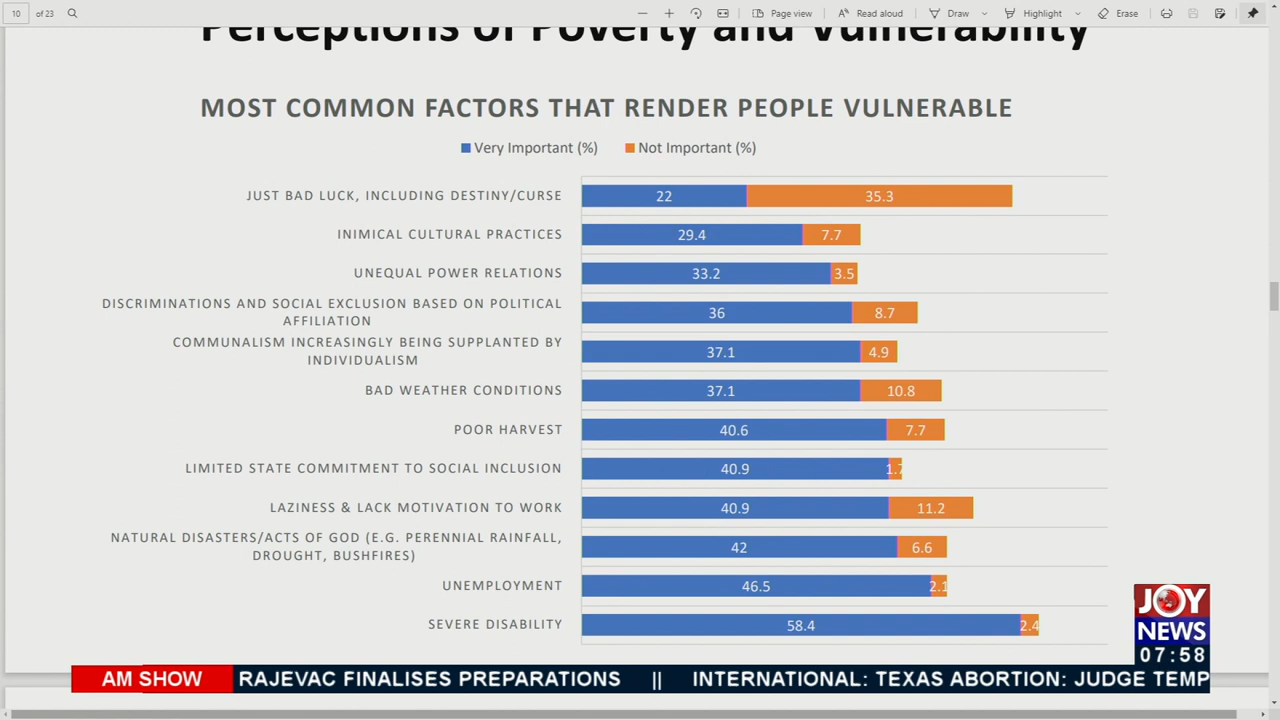 10 of 23
Page view
Read aloud
Draw
Highlight
Erase
Perceptions of Poverty and Vulnerability
MOST COMMON FACTORS THAT RENDER PEOPLE VULNERABLE
Very Important (%) Not Important (%)
JUST BAD LUCK, INCLUDING DESTINY/CURSE 22 35.3
INIMICAL CULTURAL PRACTICES 29.4 7.7
UNEQUAL POWER RELATIONS 33.2 3.5
DISCRIMINATIONS AND SOCIAL EXCLUSION BASED ON POLITICAL
AFFILIATION 36 8.7
COMMUNALISM INCREASINGLY BEING SUPPLANTED BY
INDIVIDUALISM 37.1 4.9
BAD WEATHER CONDITIONS 37.1 10.8
POOR HARVEST 40.6 7.7
LIMITED STATE COMMITMENT TO SOCIAL INCLUSION 40.9 1.7
LAZINESS & LACK MOTIVATION TO WORK 40.9 11.2
NATURAL DISASTERS/ACTS OF GOD (E.G. PERENNIAL RAINFALL,
DROUGHT, BUSHFIRES) 42 6.6
UNEMPLOYMENT 46.5 2.1
SEVERE DISABILITY 58.4 2.4
JOY
NEWS
07:58
AM SHOW RAJEVAC FINALISES PREPARATIONS || INTERNATIONAL: TEXAS ABORTION: JUDGE TEMP